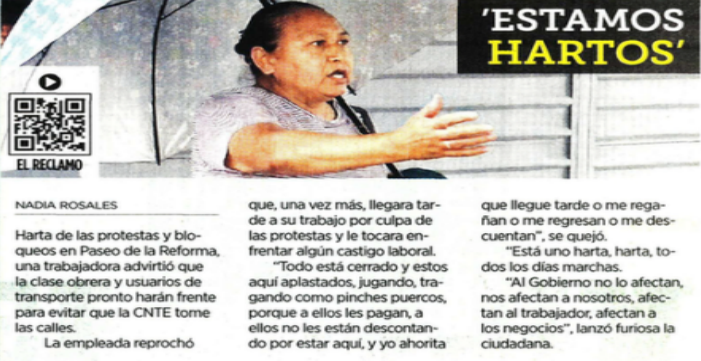 'ESTAMOS
HARTOS'
EL RECLAMO
NADIA ROSALES
Harta de las protestas y blo-
queos en Paseo de la Reforma,
una trabajadora advirtió que
la clase obrera y usuarios de
transporte pronto harán frente
para evitar que la CNTE tome
las calles.
La empleada reprochó
que, una vez más, llegara tar-
de a su trabajo por culpa de
las protestas y le tocara en-
frentar algún castigo laboral.
"Todo está cerrado y estos
aquí aplastados, jugando, tra-
gando como pinches puercos,
porque a ellos les pagan, a
ellos no les están descontan-
do por estar aquí, y yo ahorita
que llegue tarde o me rega-
ñan o me regresan o me des-
cuentan", se quejó.
"Está uno harta, harta, to-
dos los días marchas.
"Al Gobierno no lo afectan,
nos afectan a nosotros, afec-
tan al trabajador, afectan a
los negocios", lanzó furiosa la
ciudadana.